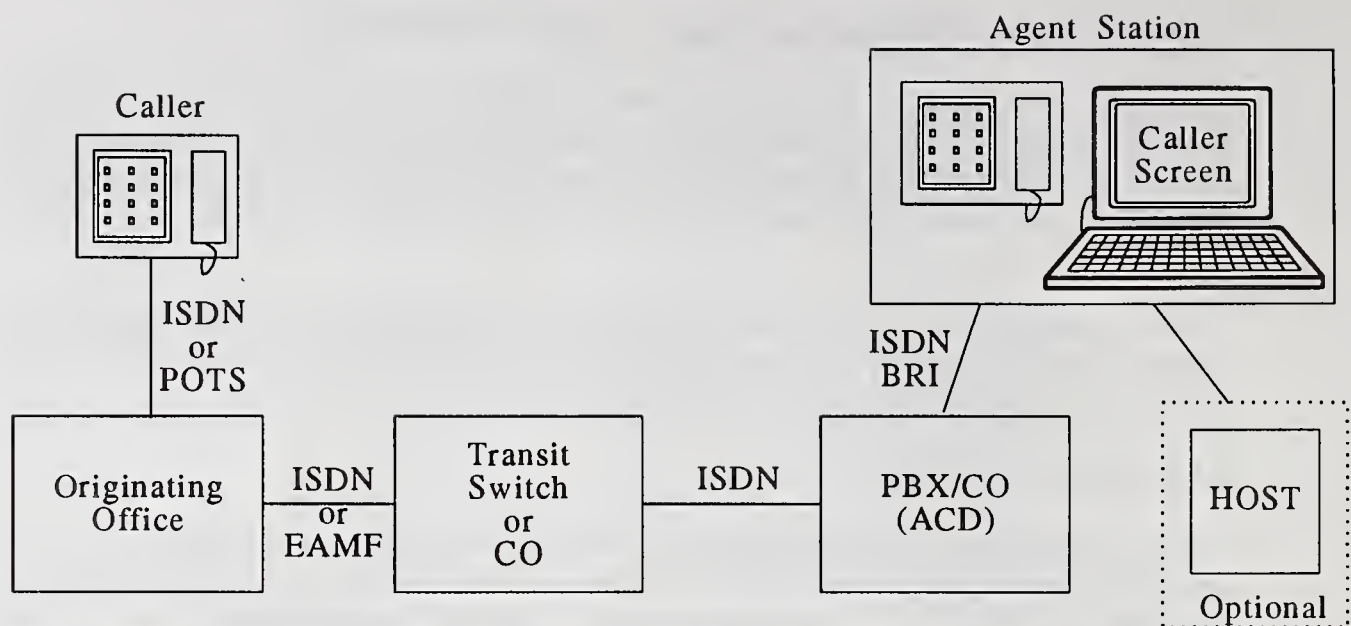 Agent Station
Caller
Caller
Screen
ISDN
or
POTS
ISDN
BRI
Originating
Office
ISDN
or
EAMF
Transit
Switch
or
CO
ISDN
PBX/CO
(ACD)
HOST
Optional